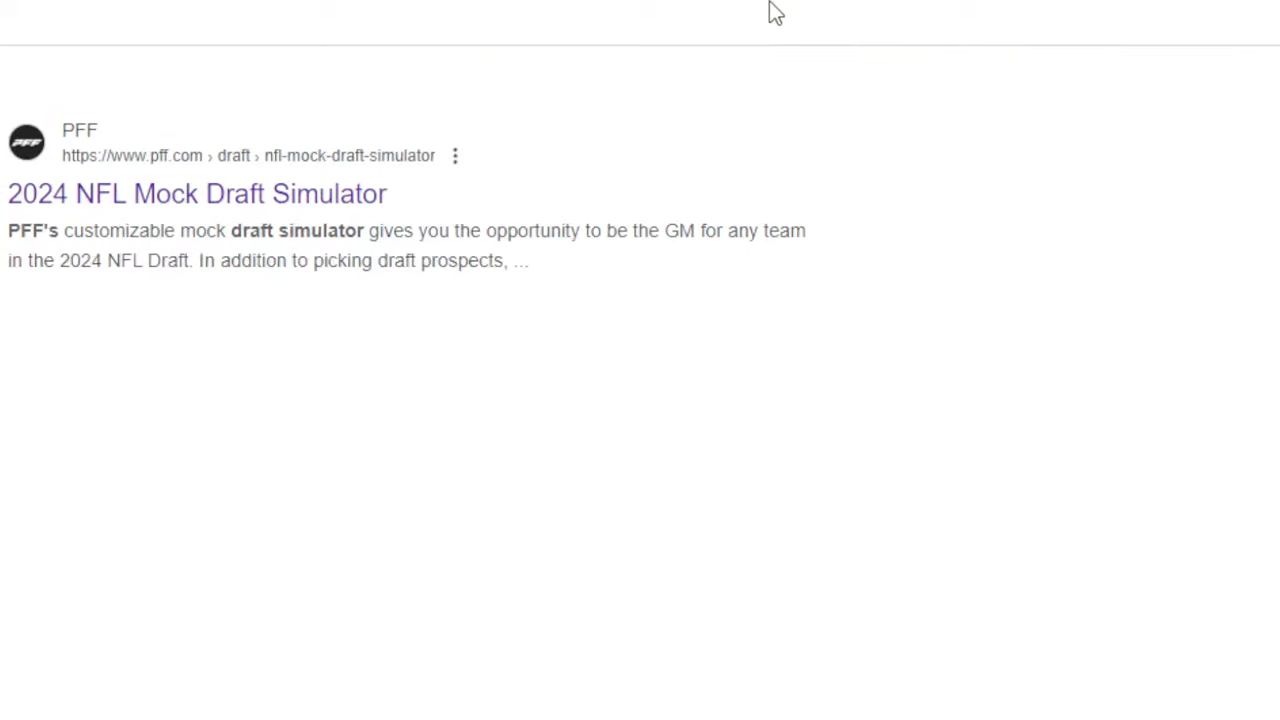 PFF
PFF
https://www.pff.com › draft › nfl-mock-draft-simulator
2024 NFL Mock Draft Simulator
PFF's customizable mock draft simulator gives you the opportunity to be the GM for any team
in the 2024 NFL Draft. In addition to picking draft prospects, ...